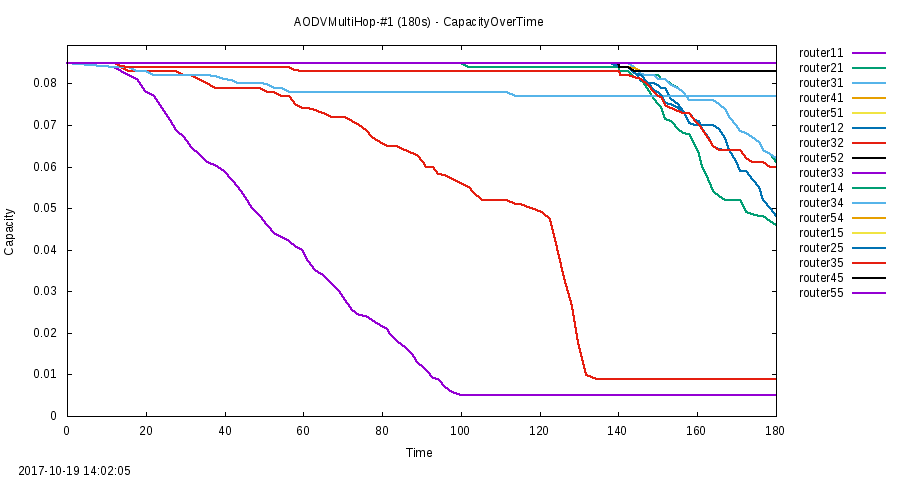 AODVMultiHop-#1 (180s) - CapacityOverTime
router11
router21
router31
router41
router51
router12
router32
router52
router33
router14
router34
router54
router15
router25
router35
router45
router55
Capacity
0.08
0.07
0.06
0.05
0.04
0.03
0.02
0.01
0
0 20 40 60 80 100 120 140 160 180
Time
2017-10-19 14:02:05